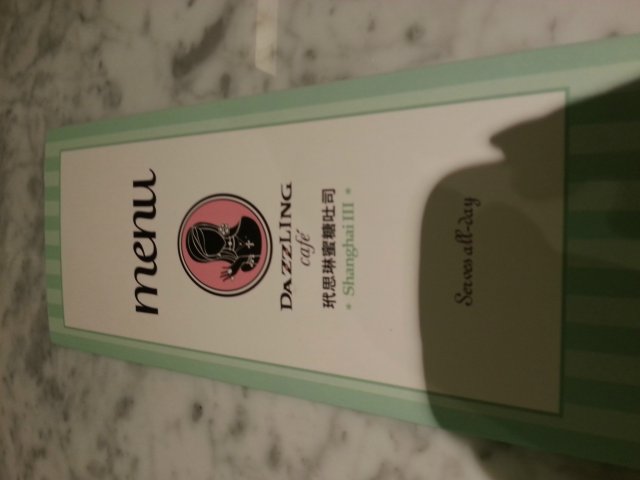 menu
DAZZLING
café
玳思琳蜜糖吐司
* Shanghai III *
Serves all-day